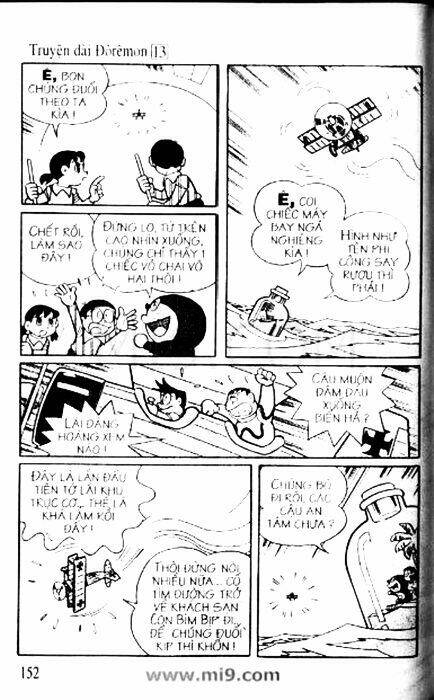 Truyện dài Đôrêmon 13
Ê, BỌN
CHÚNG ĐUỔI
THEO TA
KÌA!
Ê, COI
CHIẾC MÁY
BAY NGẢ
NGHIÊNG
KÌA!
HÌNH NHƯ
TÊN PHI
CÔNG SAY
RƯỢU THÌ
PHẢI!
CHẾT RỒI,
LÀM SAO
ĐÂY!
ĐỪNG LO, TỪ TRÊN
CAO NHÌN XUỐNG,
CHÚNG CHỈ THẤY 1
CHIẾC VỎ CHAI VÔ
HẠI THÔI!
CẬU MUỐN
ĐÂM ĐẦU
XUỐNG
BIỂN HẢ?
LÁI ĐÀNG
HOÀNG XEM
NÀO!
ĐÂY LÀ LẦN ĐẦU
TIÊN TỚ LÁI KHU
TRỤC CƠ... THẾ LÀ
KHÁ LẮM RỒI
ĐẤY!
THÔI ĐỪNG NÓI
NHIỀU NỮA... CỐ
TÌM ĐƯỜNG TRỞ
VỀ KHÁCH SẠN
CON BIM BIP ĐI,
ĐỂ CHÚNG ĐUỔI
KỊP THÌ KHỐN!
CHÚNG BỎ
ĐI RỒI, CÁC
CẬU AN
TÂM CHƯA?
152
www.mi9.com